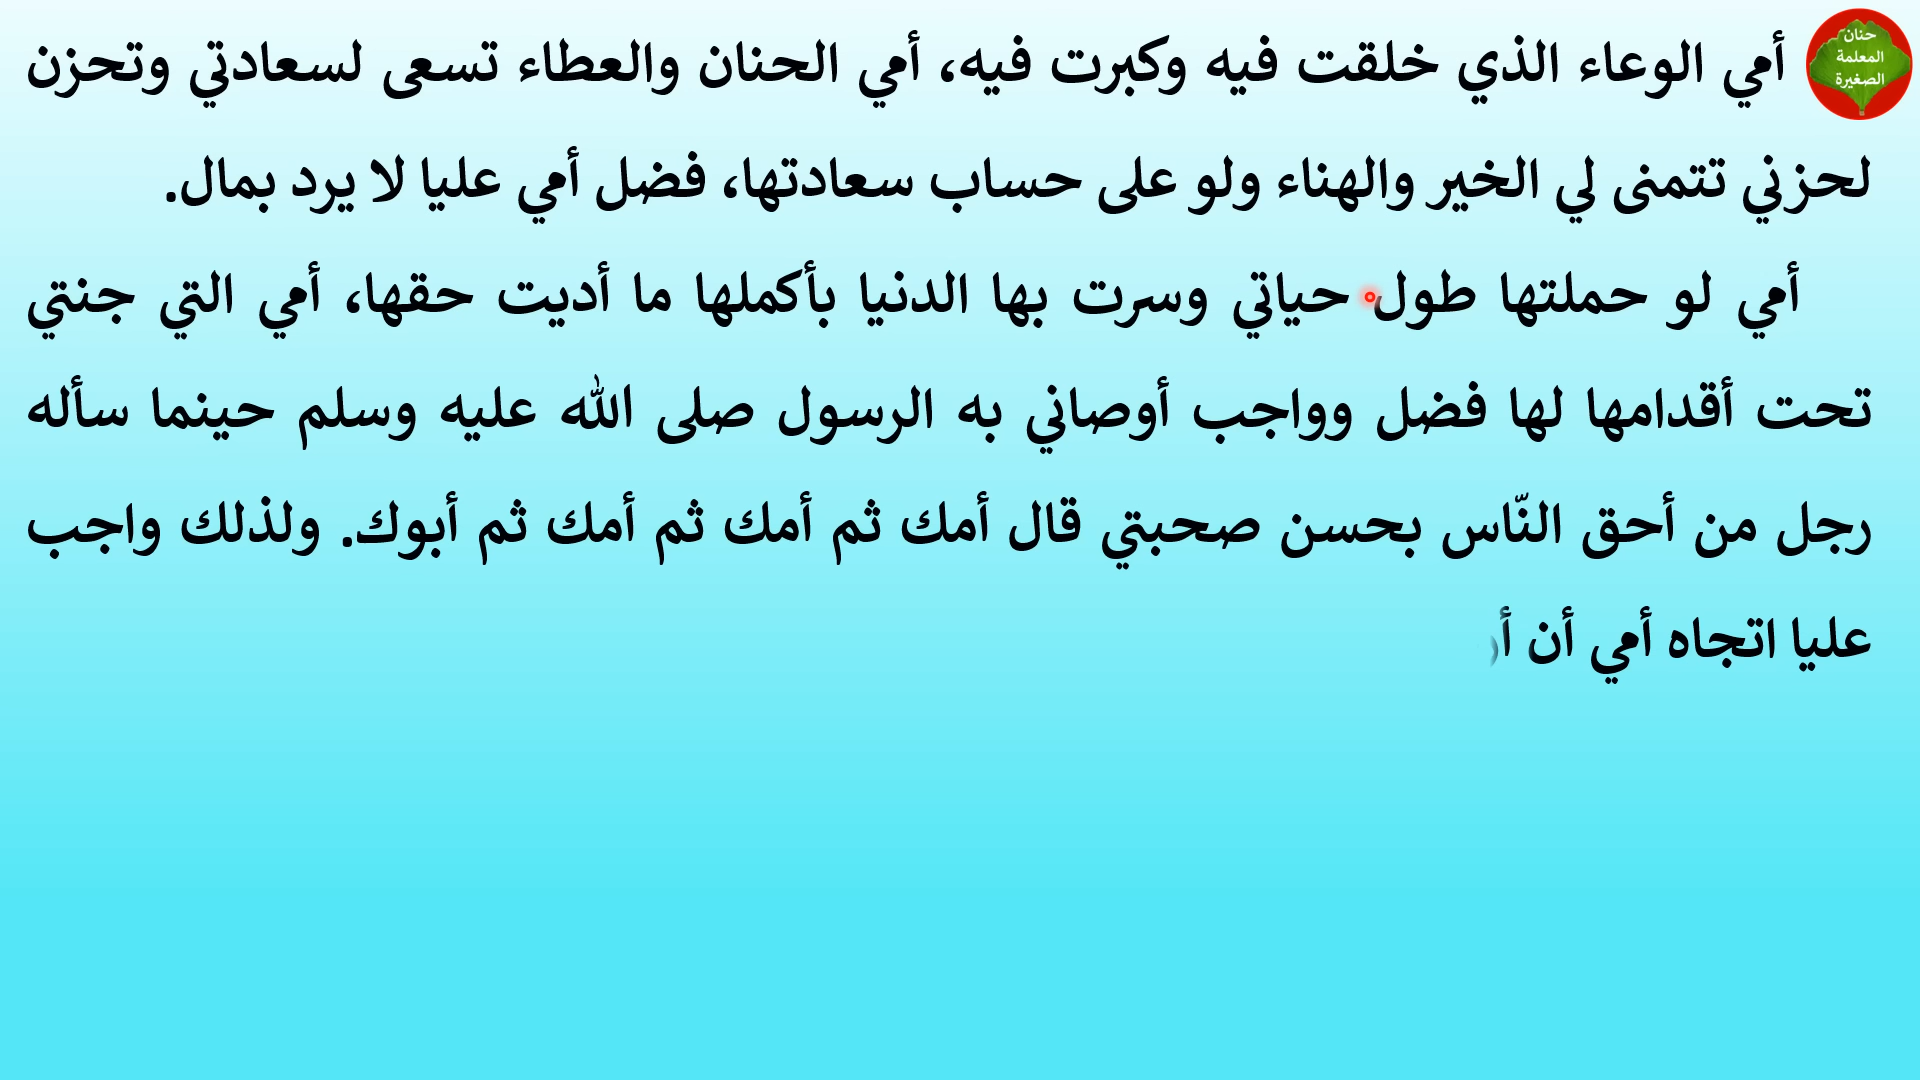 حنان
المعلمة
الصغيرة
أمي الوعاء الذي خلقت فيه وكبرت فيه، أمي الحنان والعطاء تسعى لسعادتي وتحزن
لحزني تتمنى لي الخير والهناء ولو على حساب سعادتها، فضل أمي عليا لا يرد بمال.
أمي لو حملتها طول حياتي وسرت بها الدنيا بأكملها ما أديت حقها، أمي التي جنتي
تحت أقدامها لها فضل وواجب أوصاني به الرسول صلى الله عليه وسلم حينما سأله
رجل من أحق النّاس بحسن صحبتي قال أمك ثم أمك ثم أمك ثم أبوك. ولذلك واجب
عليا اتجاه أمي أن